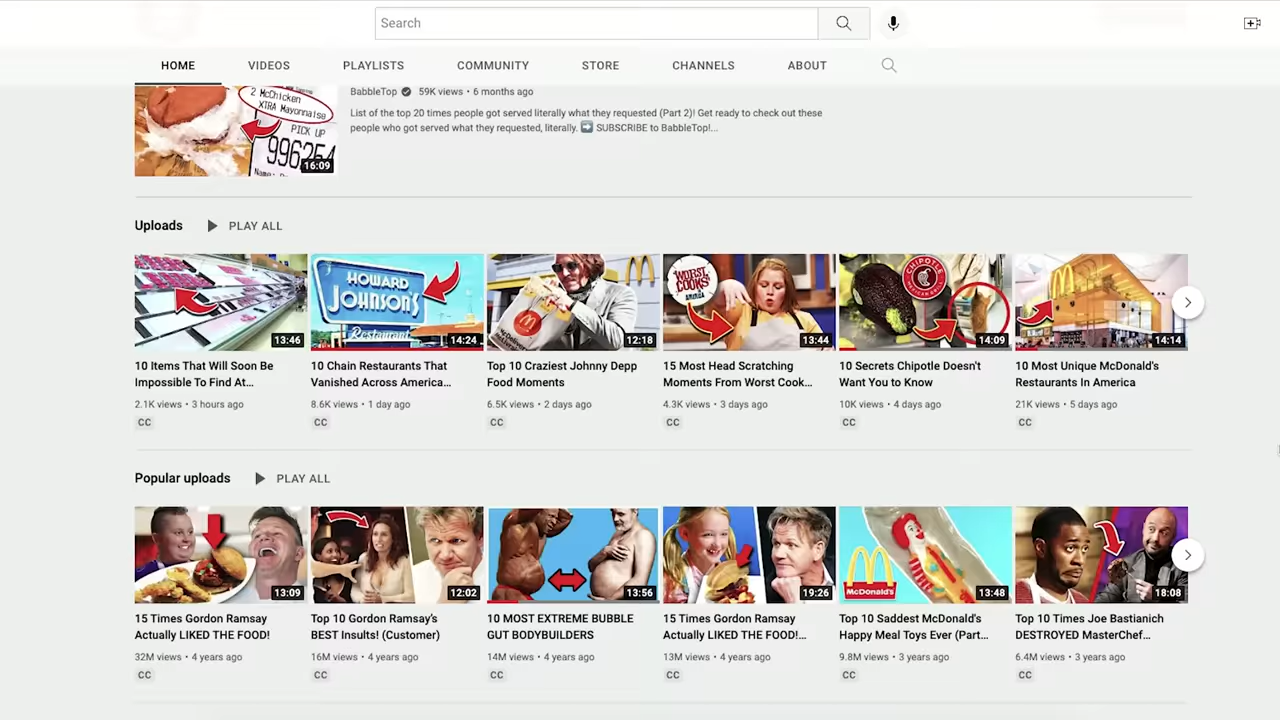 Search
HOME
VIDEOS
PLAYLISTS
COMMUNITY
STORE
CHANNELS
ABOUT
2 McChicken
XTRA Mayonnaise
PICK UP
996254
16:09
BabbleTop 59K views • 6 months ago
List of the top 20 times people got served literally what they requested (Part 2)! Get ready to check out these
people who got served what they requested, literally. ➡ SUBSCRIBE to BabbleTop!...
Uploads
PLAY ALL
13:46
HOWARD
JOHNSON'S
Restaurant
14:24
12:18
WORST
COOKS
AMERICA
13:44
CHIPOTLE
14:09
14:14
10 Items That Will Soon Be
Impossible To Find At...
2.1K views • 3 hours ago
CC
10 Chain Restaurants That
Vanished Across America...
8.6K views • 1 day ago
CC
Top 10 Craziest Johnny Depp
Food Moments
6.5K views • 2 days ago
CC
15 Most Head Scratching
Moments From Worst Cook...
4.3K views • 3 days ago
CC
10 Secrets Chipotle Doesn't
Want You to Know
10K views • 4 days ago
CC
10 Most Unique McDonald's
Restaurants In America
21K views • 5 days ago
CC
Popular uploads
PLAY ALL
13:09
12:02
13:56
19:26
McDonald's
13:48
18:08
15 Times Gordon Ramsay
Actually LIKED THE FOOD!
32M views • 4 years ago
CC
Top 10 Gordon Ramsay's
BEST Insults! (Customer)
16M views • 4 years ago
CC
10 MOST EXTREME BUBBLE
GUT BODYBUILDERS
14M views • 4 years ago
CC
15 Times Gordon Ramsay
Actually LIKED THE FOOD!...
13M views • 4 years ago
CC
Top 10 Saddest McDonald's
Happy Meal Toys Ever (Part...
9.8M views • 3 years ago
CC
Top 10 Times Joe Bastianich
DESTROYED MasterChef...
6.4M views • 3 years ago
CC